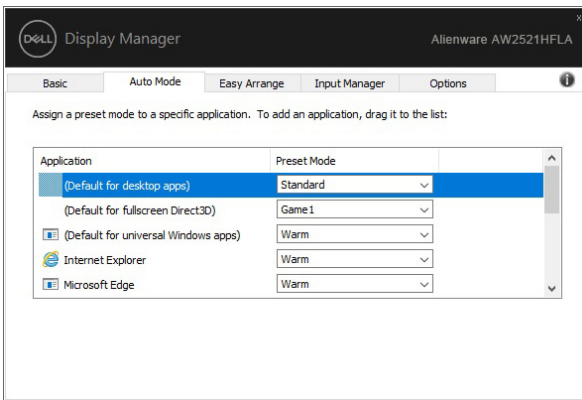 DELL Display Manager Alienware AW2521HFLA
x
Basic Auto Mode Easy Arrange Input Manager Options i
Assign a preset mode to a specific application. To add an application, drag it to the list:
Application Preset Mode
(Default for desktop apps) Standard
(Default for fullscreen Direct3D) Game1
(Default for universal Windows apps) Warm
Internet Explorer Warm
Microsoft Edge Warm